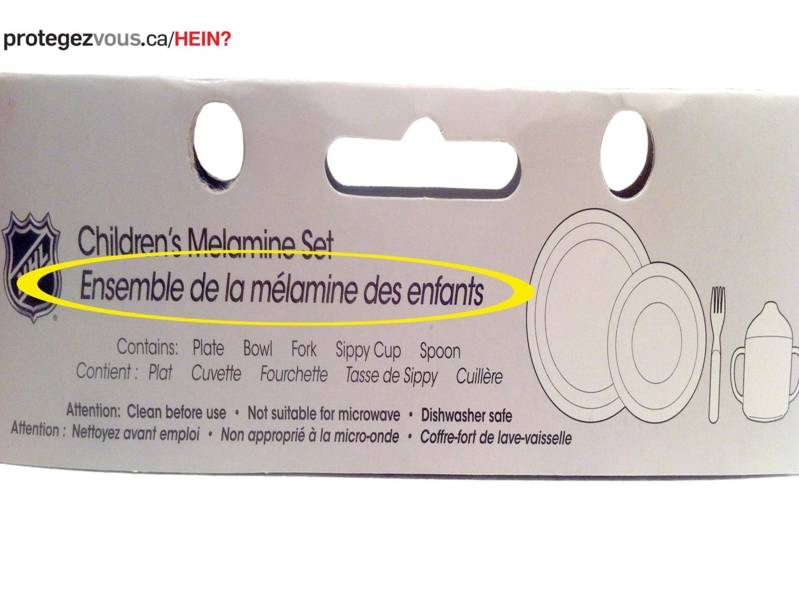 protegezvous.ca/HEIN?
Children's Melamine Set
Ensemble de la mélamine des enfants
Contains: Plate Bowl Fork Sippy Cup Spoon
Contient : Plat Cuvette Fourchette Tasse de Sippy Cuillère
Attention: Clean before use • Not suitable for microwave • Dishwasher safe
Attention : Nettoyez avant emploi • Non approprié à la micro-onde • Coffre-fort de lave-vaisselle
NHL